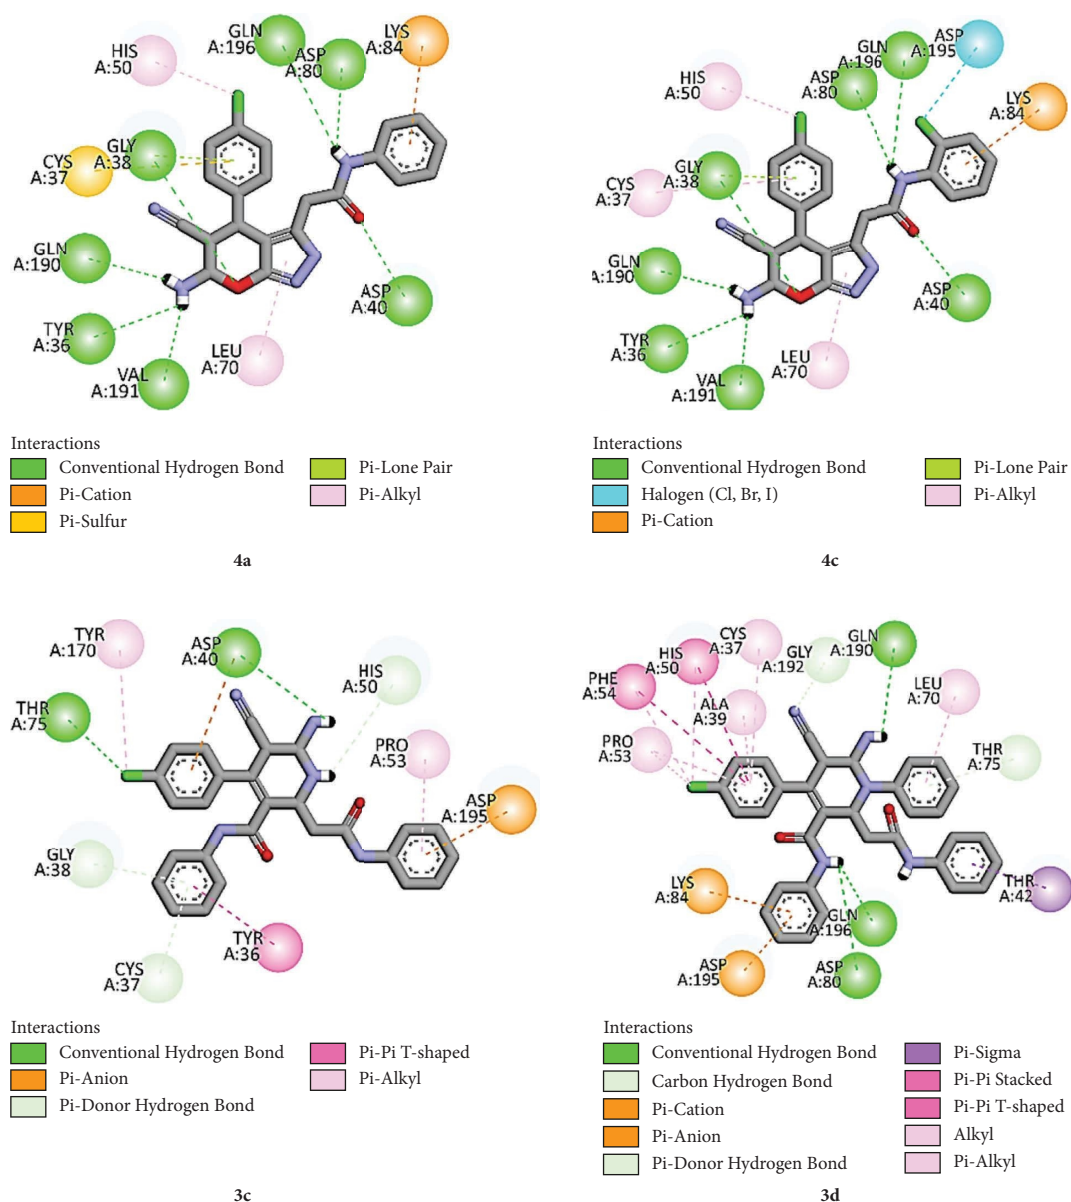 GLN
A:196
ASP
A:80
LYS
A:84
HIS
A:50
GLY
A:38
CYS
A:37
GLN
A:190
TYR
A:36
VAL
A:191
LEU
A:70
ASP
A:40
Interactions
Conventional Hydrogen Bond
Pi-Cation
Pi-Sulfur
Pi-Lone Pair
Pi-Alkyl
4a
GLN
A:196
ASP
A:195
ASP
A:80
HIS
A:50
LYS
A:84
GLY
A:38
CYS
A:37
GLN
A:190
TYR
A:36
VAL
A:191
LEU
A:70
ASP
A:40
Interactions
Conventional Hydrogen Bond
Halogen (Cl, Br, I)
Pi-Cation
Pi-Lone Pair
Pi-Alkyl
4c
TYR
A:170
ASP
A:40
HIS
A:50
THR
A:75
PRO
A:53
ASP
A:195
GLY
A:38
TYR
A:36
CYS
A:37
Interactions
Conventional Hydrogen Bond
Pi-Anion
Pi-Donor Hydrogen Bond
Pi-Pi T-shaped
Pi-Alkyl
3c
CYS
A:37
HIS
A:50
GLY
A:192
GLN
A:190
PHE
A:54
ALA
A:39
LEU
A:70
PRO
A:53
THR
A:75
LYS
A:84
THR
A:42
GLN
A:196
ASP
A:195
ASP
A:80
Interactions
Conventional Hydrogen Bond
Carbon Hydrogen Bond
Pi-Cation
Pi-Anion
Pi-Donor Hydrogen Bond
Pi-Sigma
Pi-Pi Stacked
Pi-Pi T-shaped
Alkyl
Pi-Alkyl
3d